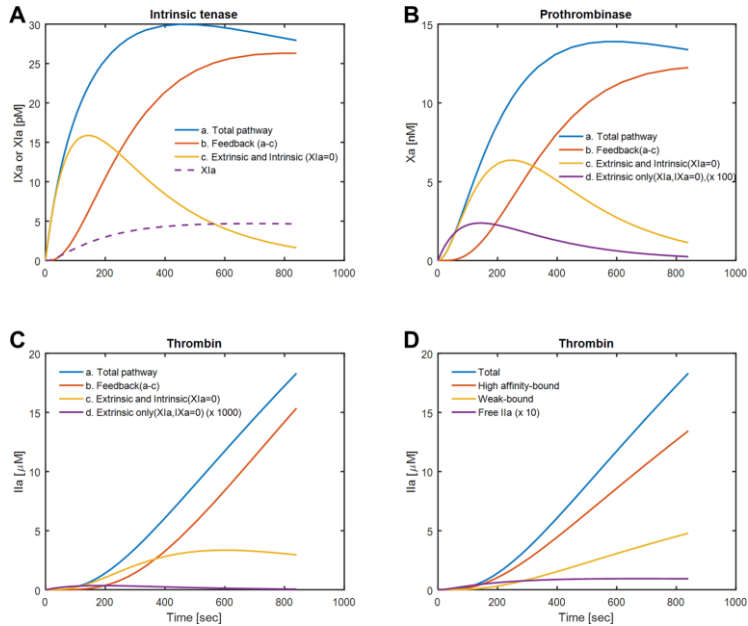 A
Intrinsic tenase
30
25
20
15
10
5
0
IXa or XIa [pM]
a. Total pathway
b. Feedback (a-c)
c. Extrinsic and Intrinsic (XIa=0)
XIa
0 200 400 600 800 1000
B
Prothrombinase
15
10
5
0
Xa [nM]
a. Total pathway
b. Feedback(a-c)
c. Extrinsic and Intrinsic(XIa=0)
d. Extrinsic only(XIa,IXa=0),(x 100)
0 200 400 600 800 1000
C
Thrombin
20
15
10
5
0
IIa [μM]
a. Total pathway
b. Feedback(a-c)
c. Extrinsic and Intrinsic(XIa=0)
d. Extrinsic only(XIa,IXa=0) (x 1000)
0 200 400 600 800 1000
Time [sec]
D
Thrombin
20
15
10
5
0
IIa [μM]
Total
High affinity-bound
Weak-bound
Free IIa (x 10)
0 200 400 600 800 1000
Time [sec]